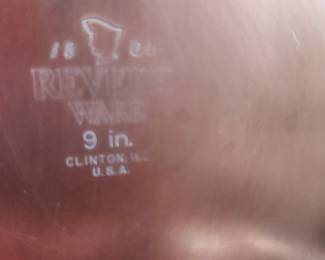 18
REVERE
WARE
9 in.
CLINTON, ILL.
U.S.A.